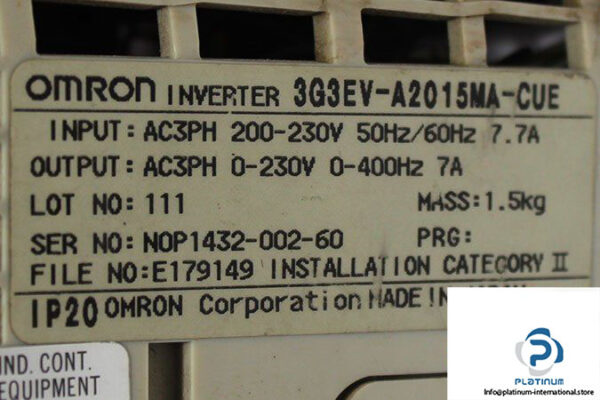 OMRON INVERTER 3G3EV-A2015MA-CUE
INPUT: AC3PH 200-230V 50Hz/60Hz 7.7A
OUTPUT: AC3PH 0-230V 0-400Hz 7A
LOT NO: 111 MASS: 1.5kg
SER NO: NOP1432-002-60 PRG:
FILE NO:E179149 INSTALLATION CATEGORY II
IP20 OMRON Corporation MADE IN
IND. CONT.
EQUIPMENT
PLATINUM
Info@platinum-international.store